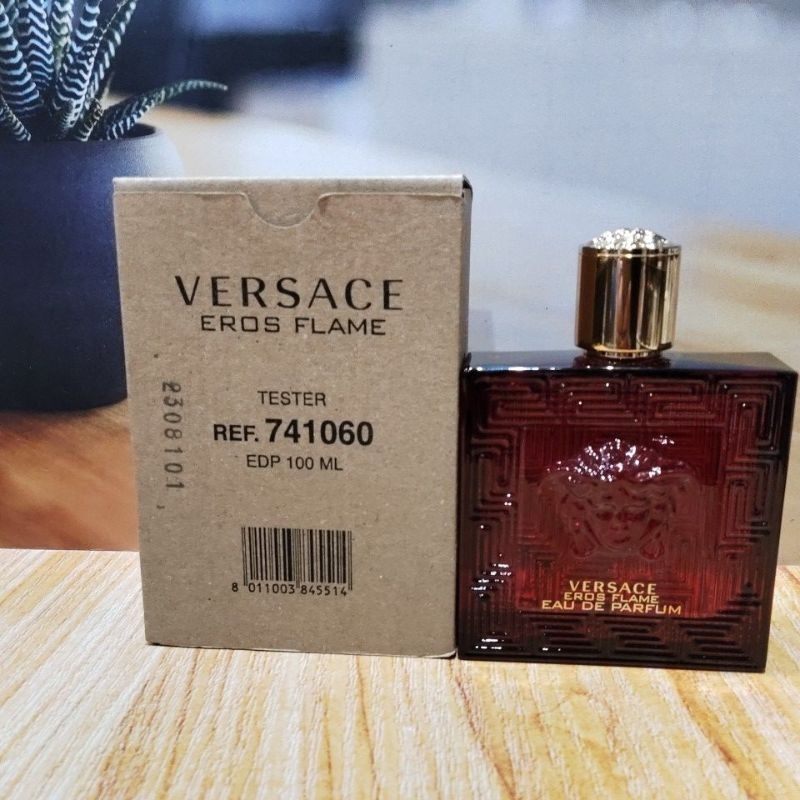 VERSACE
EROS FLAME
TESTER
REF. 741060
EDP 100 ML
2308101
8 011003 845514
VERSACE
EROS FLAME
EAU DE PARFUM